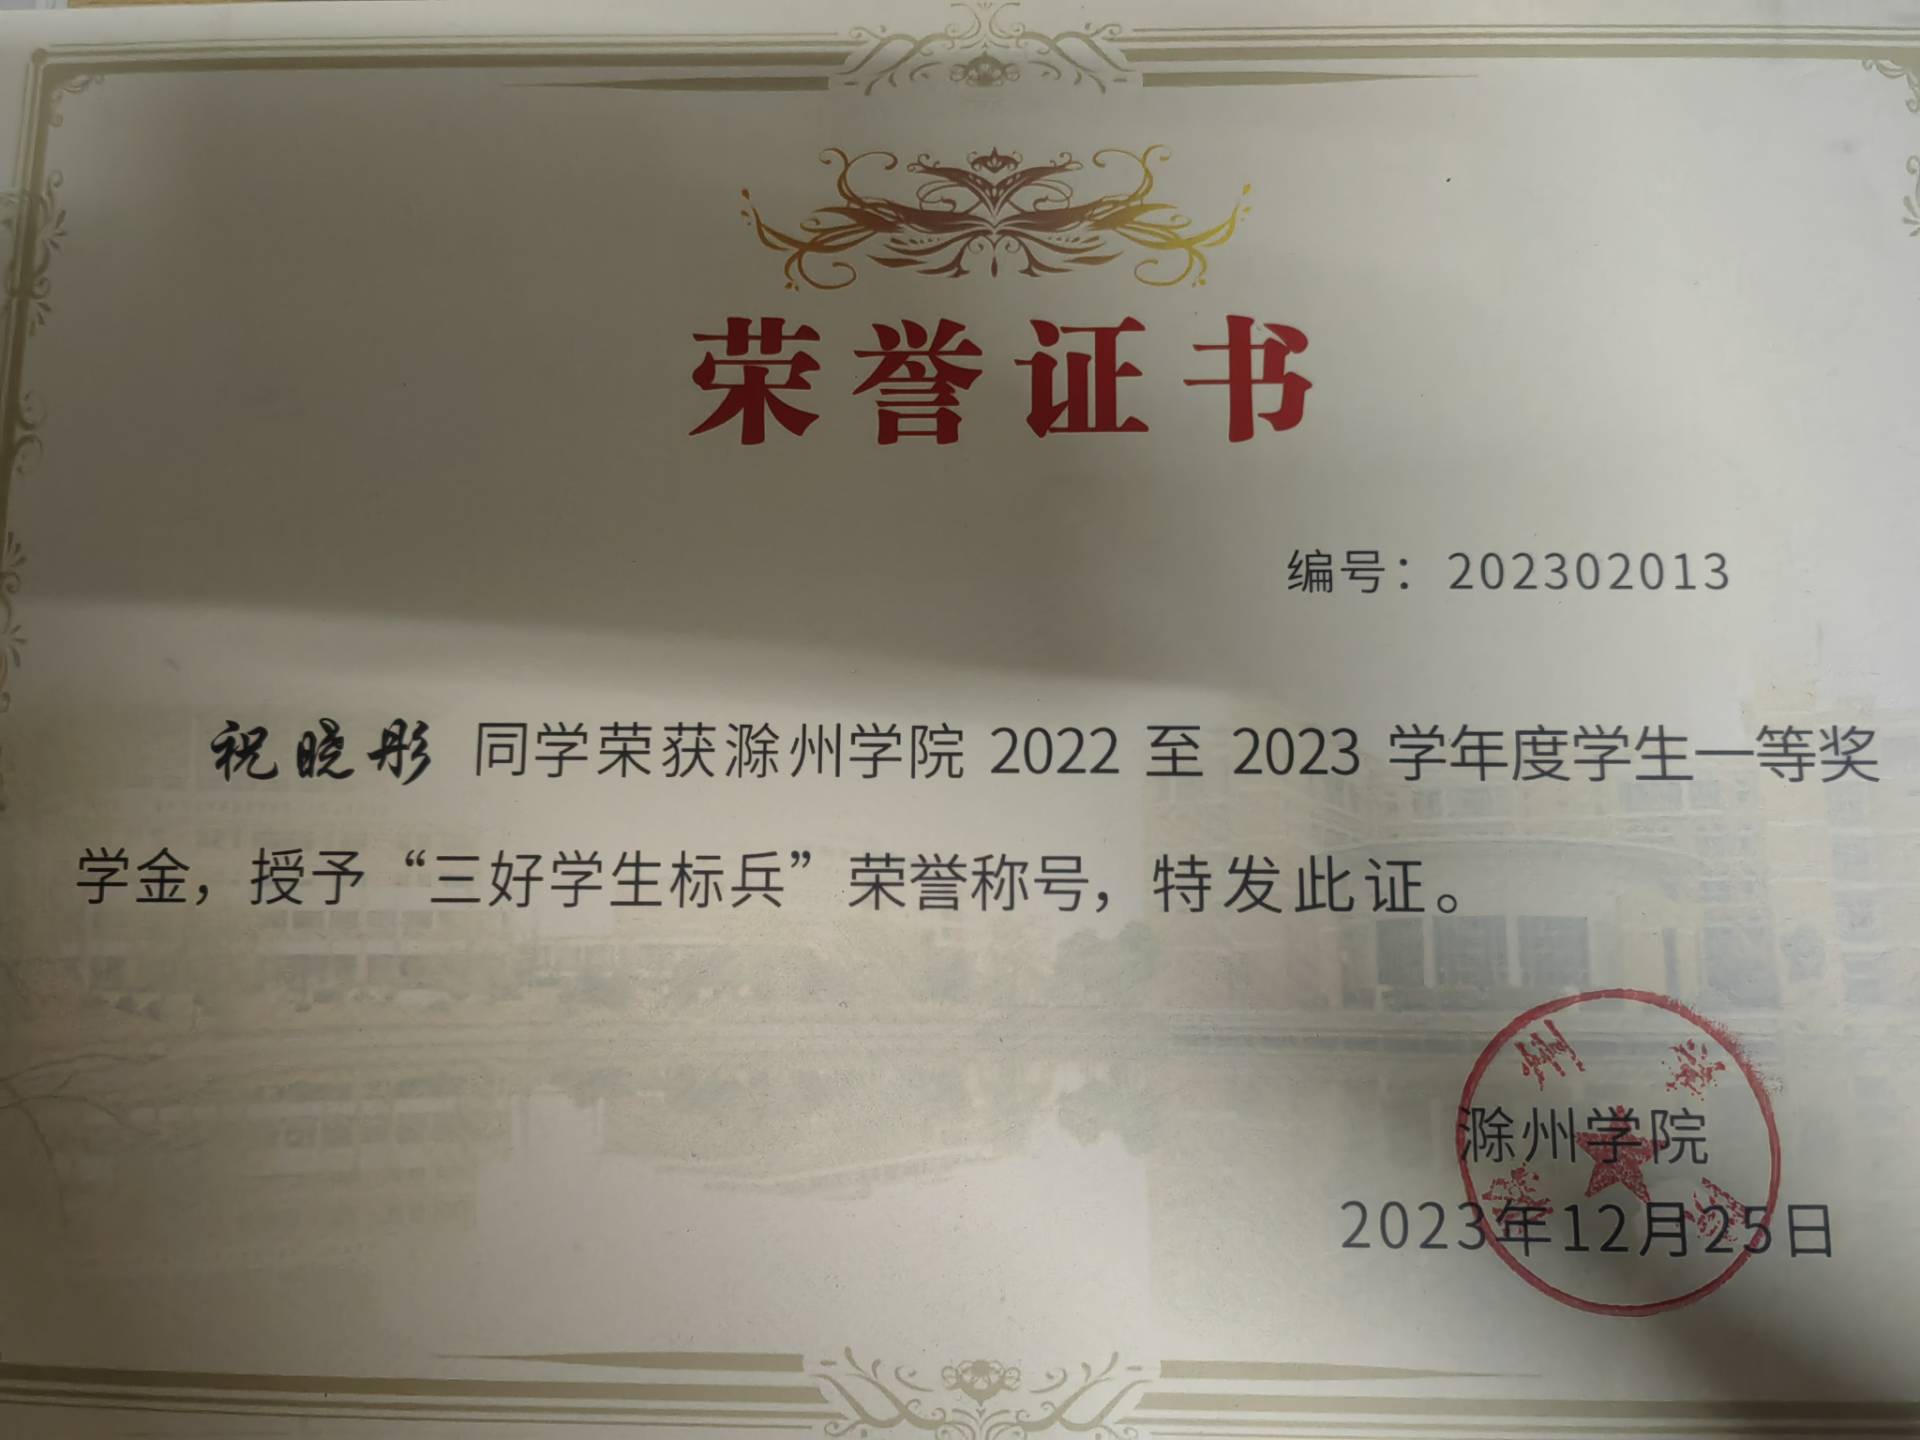 荣誉证书
编号：202302013
祝晓彤 同学荣获滁州学院 2022 至 2023 学年度学生一等奖
学金，授予“三好学生标兵”荣誉称号，特发此证。
滁州学院
2023年12月25日